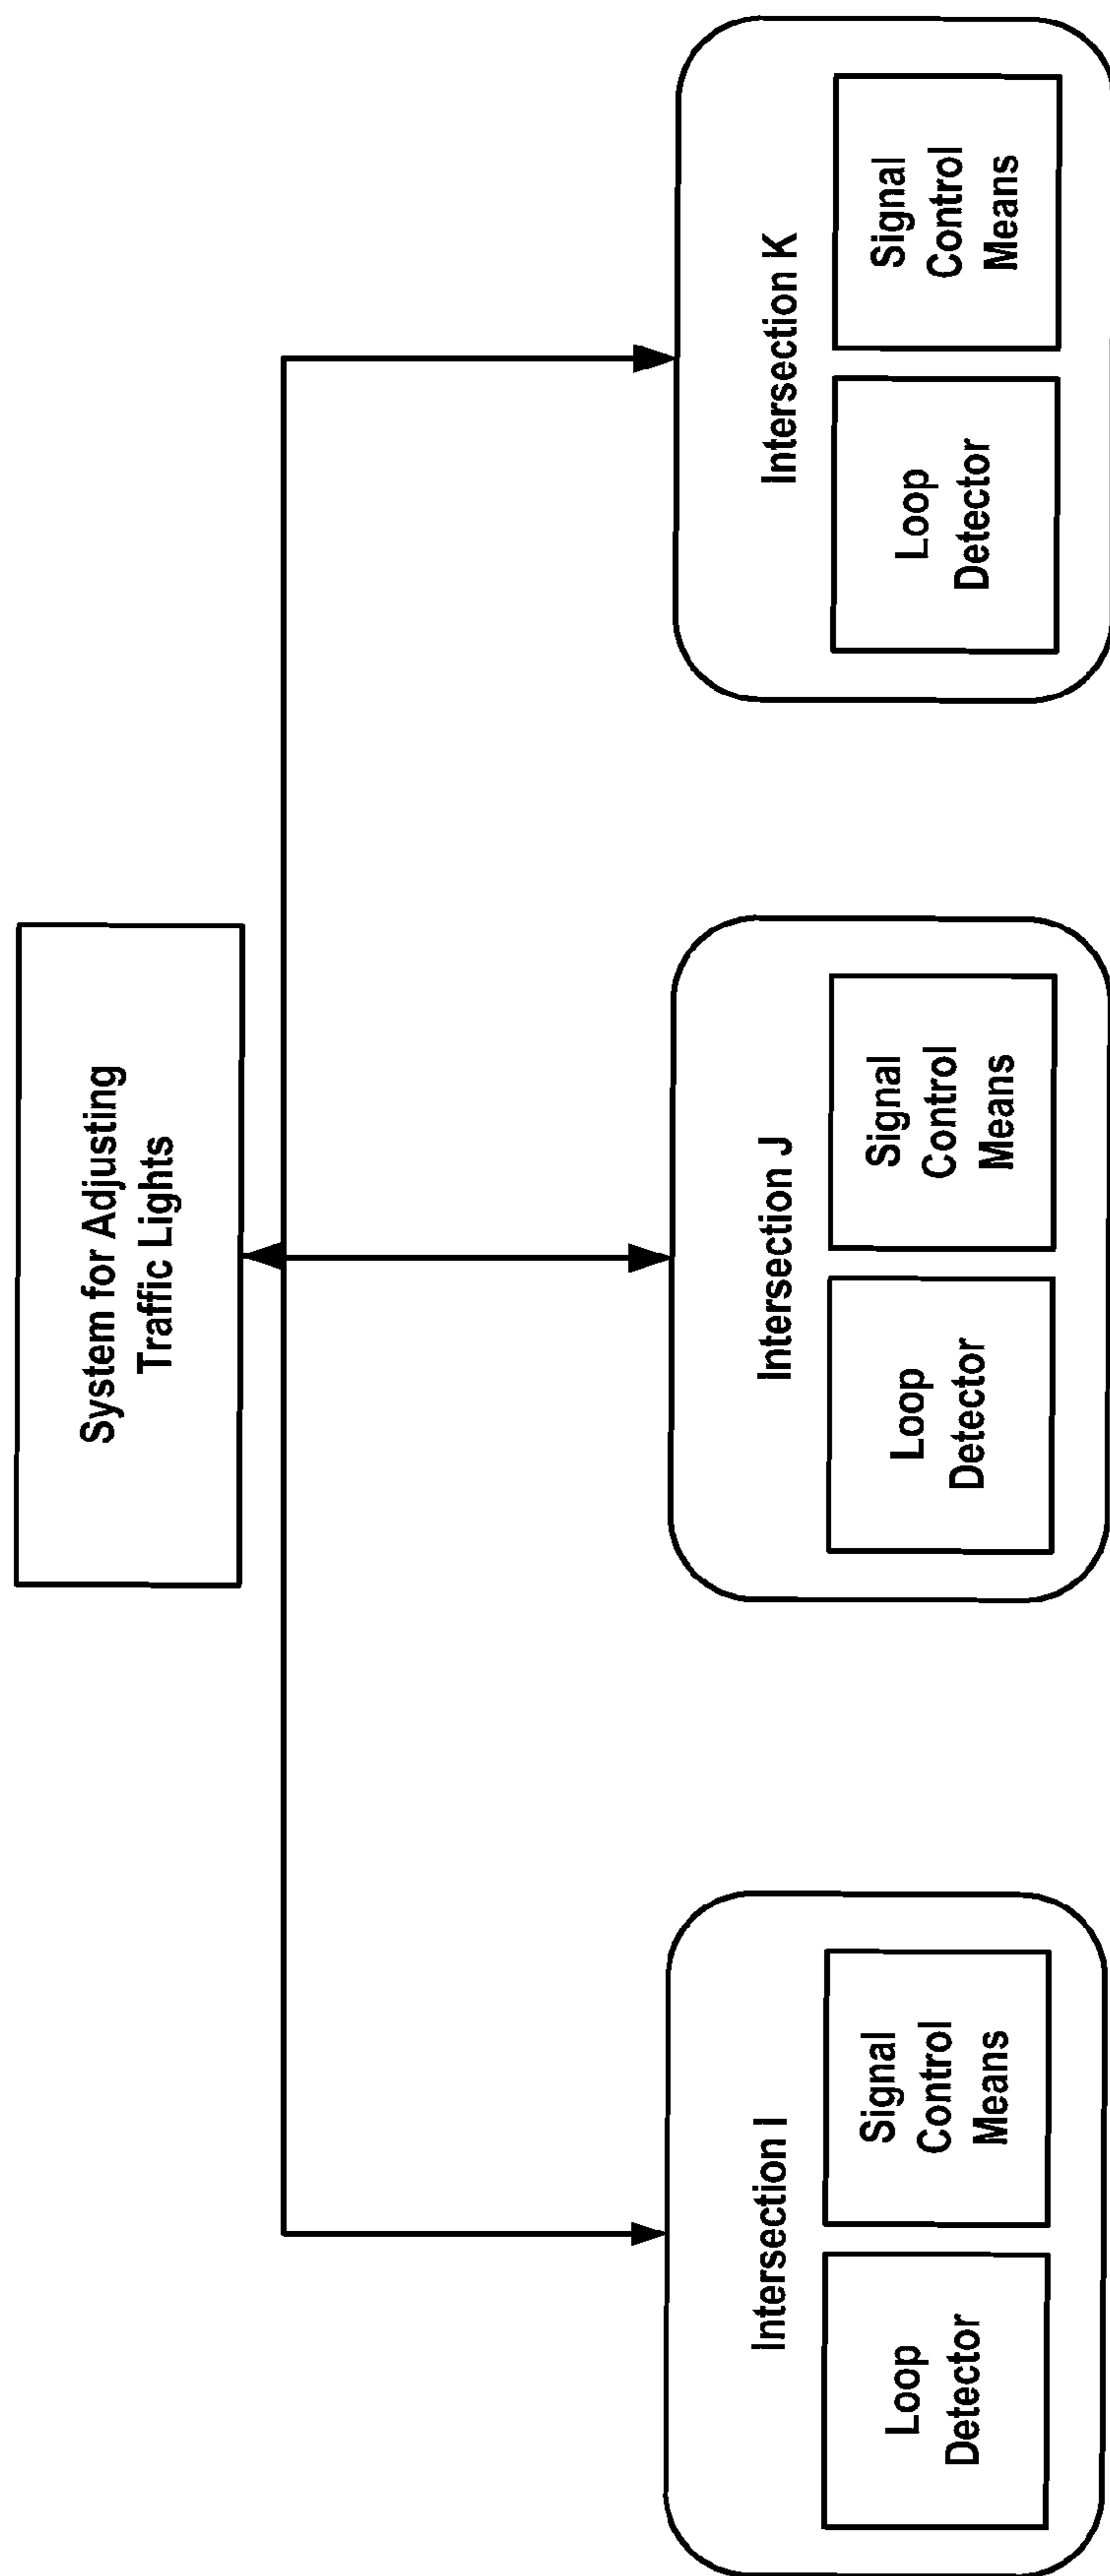 System for Adjusting
Traffic Lights
Intersection I
Loop
Detector
Signal
Control
Means
Intersection J
Loop
Detector
Signal
Control
Means
Intersection K
Loop
Detector
Signal
Control
Means